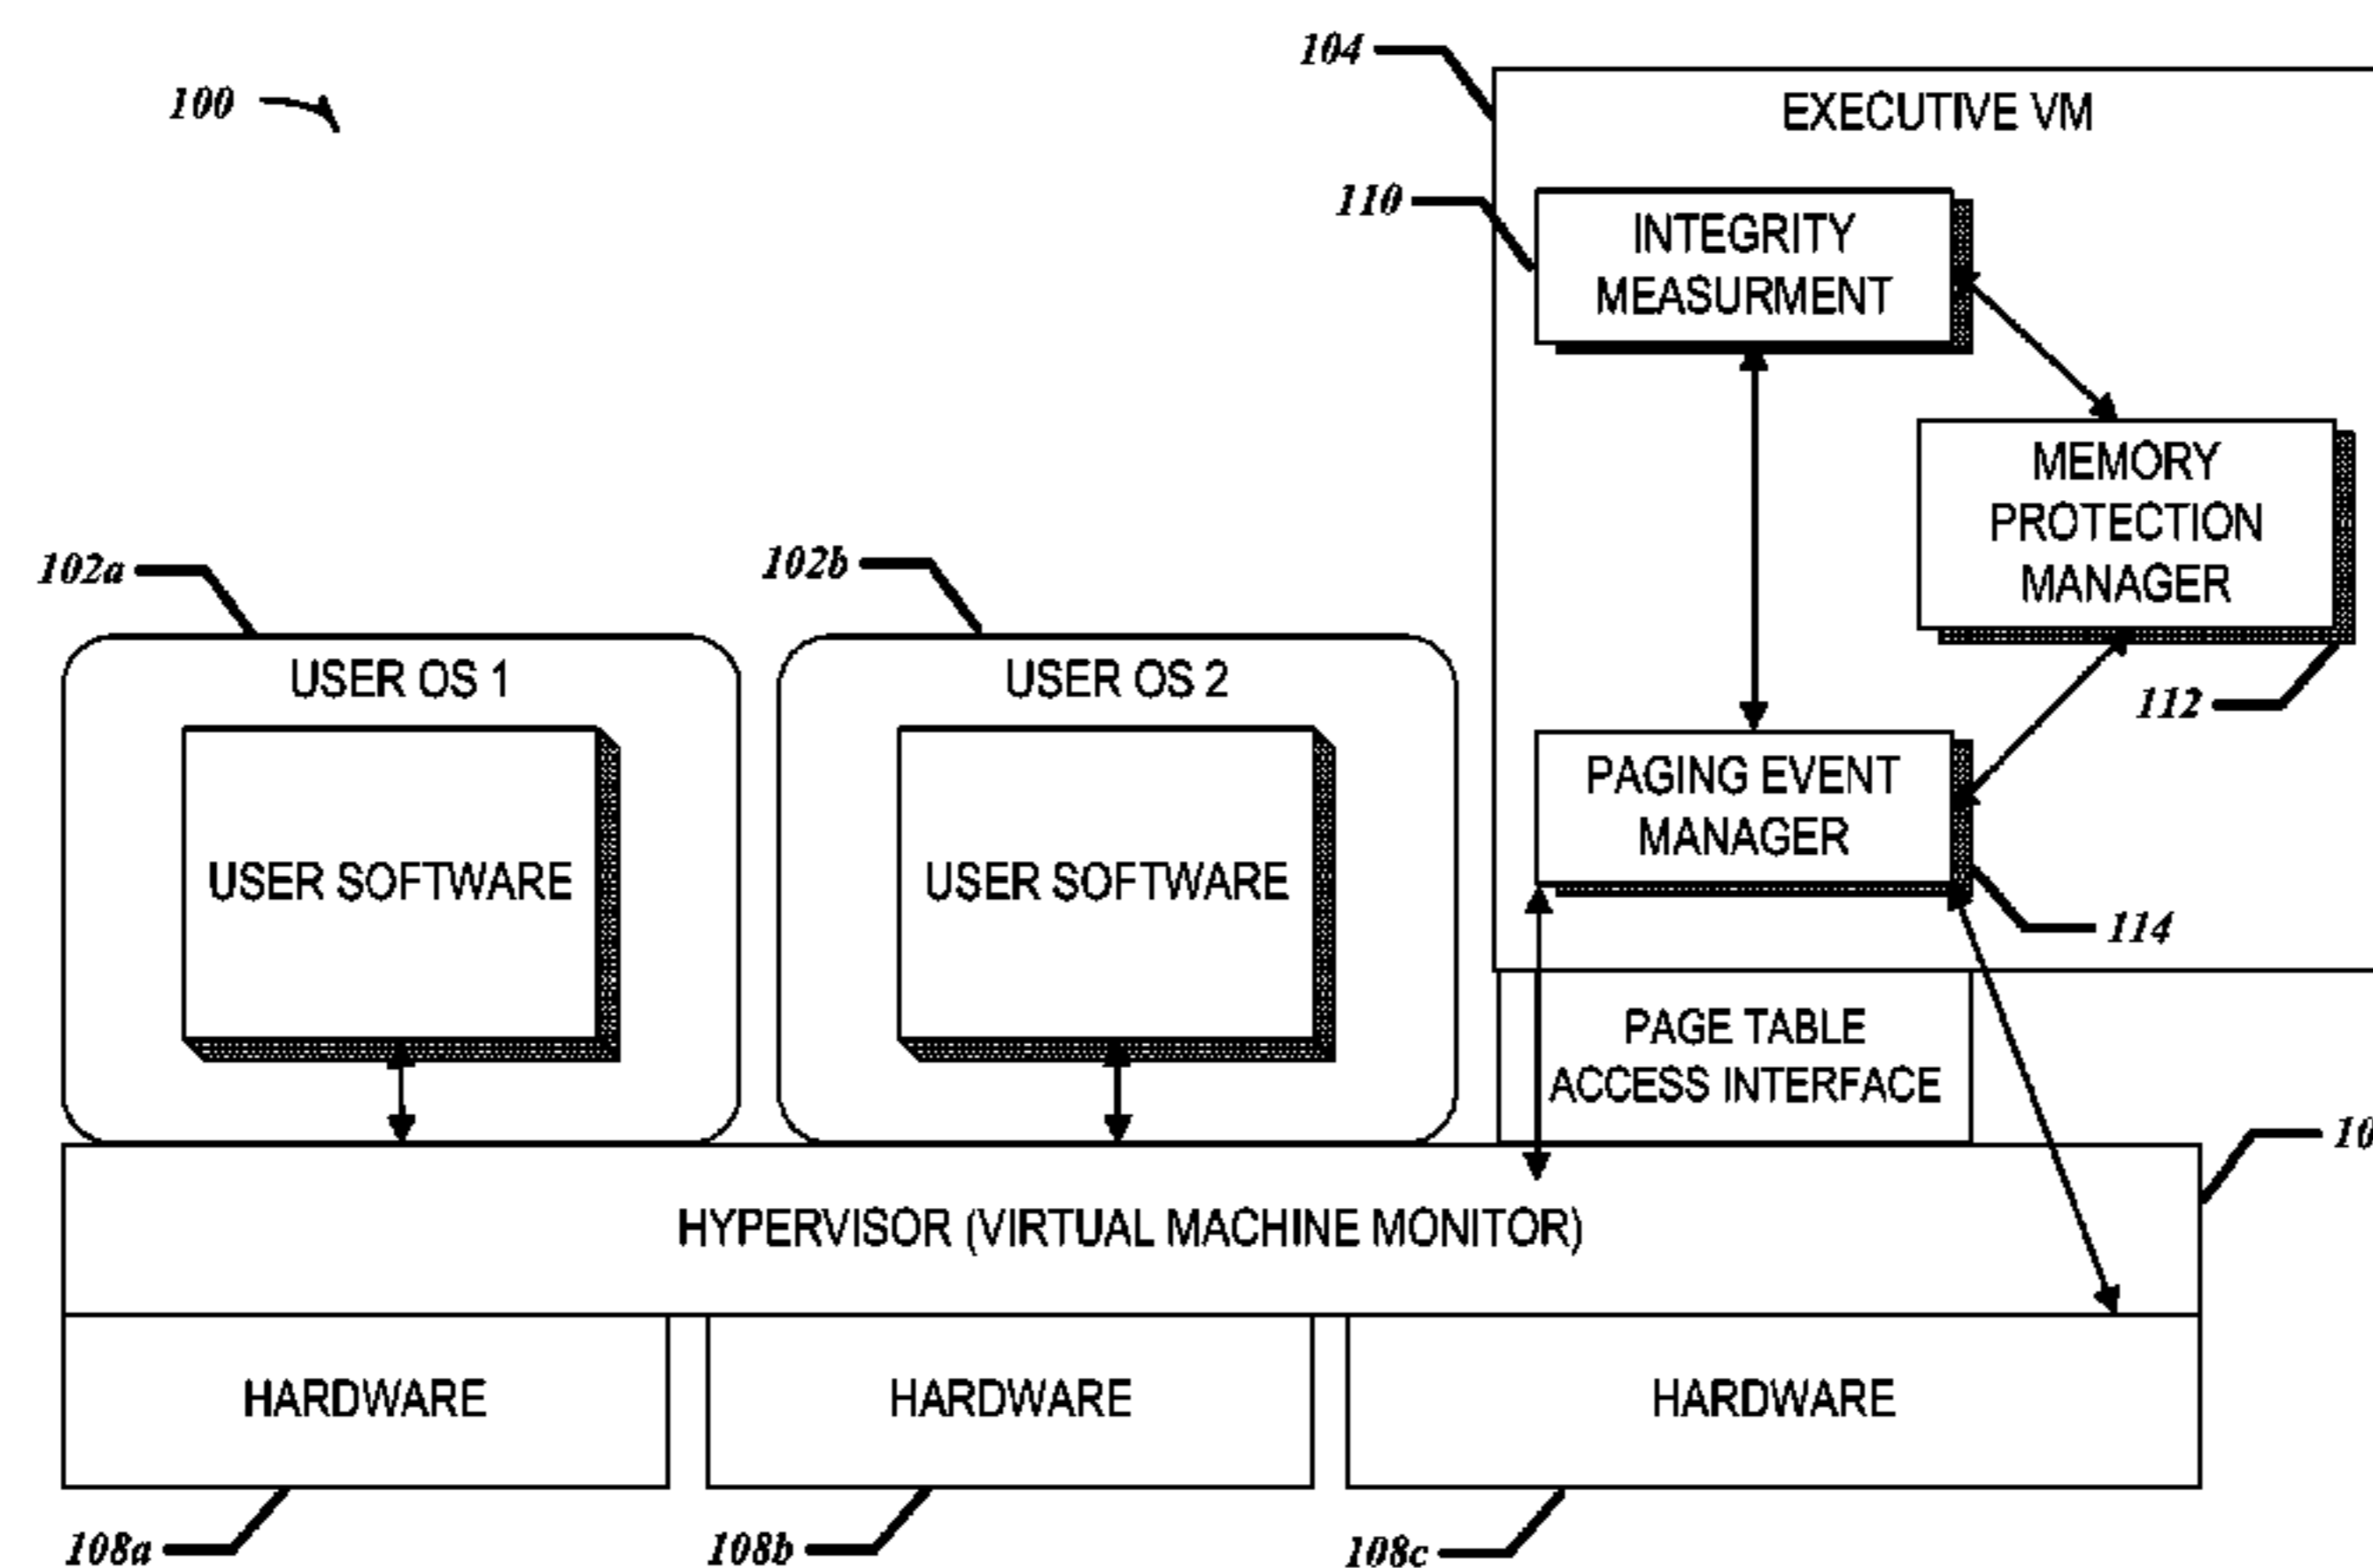 104
100
EXECUTIVE VM
110
INTEGRITY
MEASURMENT
MEMORY
PROTECTION
MANAGER
102a
102b
112
USER OS 1
USER OS 2
PAGING EVENT
MANAGER
USER SOFTWARE
USER SOFTWARE
114
PAGE TABLE
ACCESS INTERFACE
HYPERVISOR (VIRTUAL MACHINE MONITOR)
HARDWARE
HARDWARE
HARDWARE
108a
108b
108c